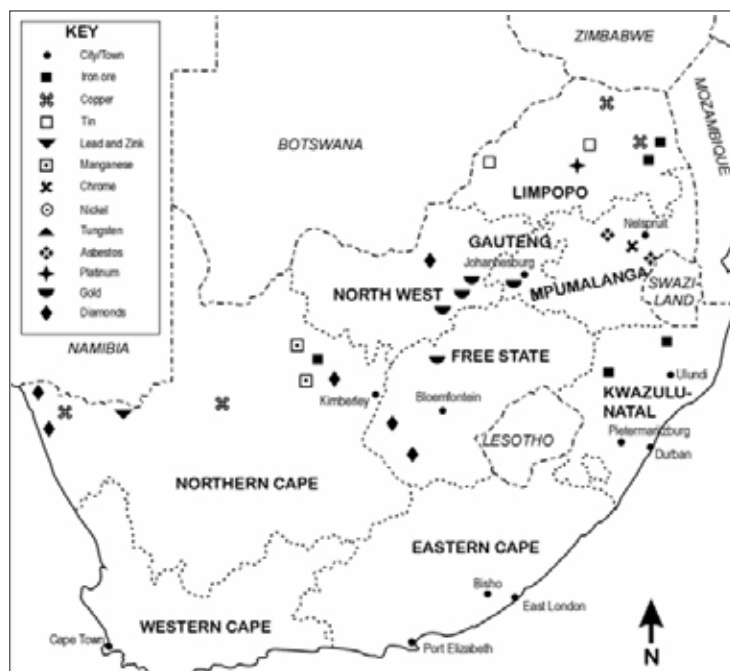 KEY
City/Town
Iron ore
Copper
Tin
Lead and Zink
Manganese
Chrome
Nickel
Tungsten
Asbestos
Platinum
Gold
Diamonds
ZIMBABWE
MOZAMBIQUE
BOTSWANA
LIMPOPO
GAUTENG
Nelspruit
Johannesburg
MPUMALANGA
NORTH WEST
SWAZI-
LAND
NAMIBIA
FREE STATE
Ulundi
Kimberley
Bloemfontein
KWAZULU-
NATAL
LESOTHO
Pietermaritzburg
Durban
NORTHERN CAPE
EASTERN CAPE
Bisho
East London
WESTERN CAPE
Cape Town
Port Elizabeth
N